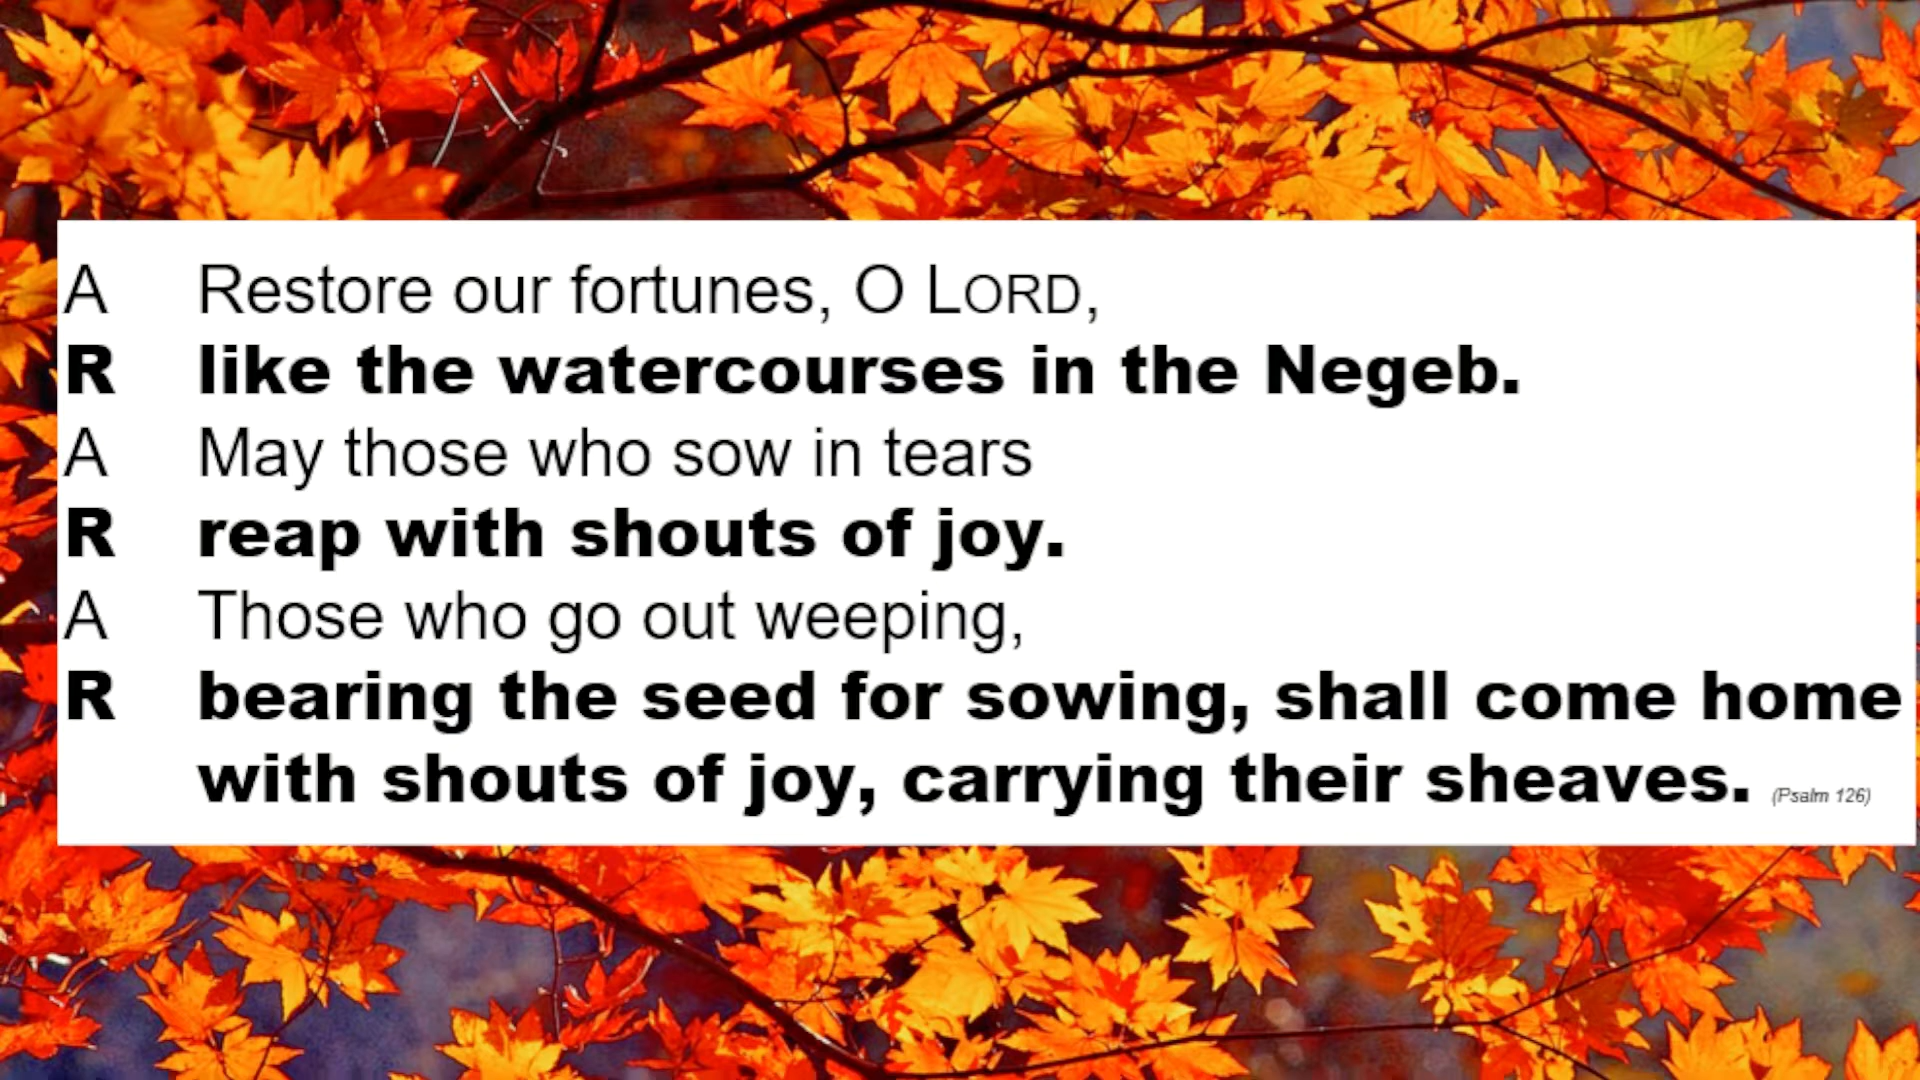 A Restore our fortunes, O LORD,
R like the watercourses in the Negeb.
A May those who sow in tears
R reap with shouts of joy.
A Those who go out weeping,
R bearing the seed for sowing, shall come home
with shouts of joy, carrying their sheaves. (Psalm 126)